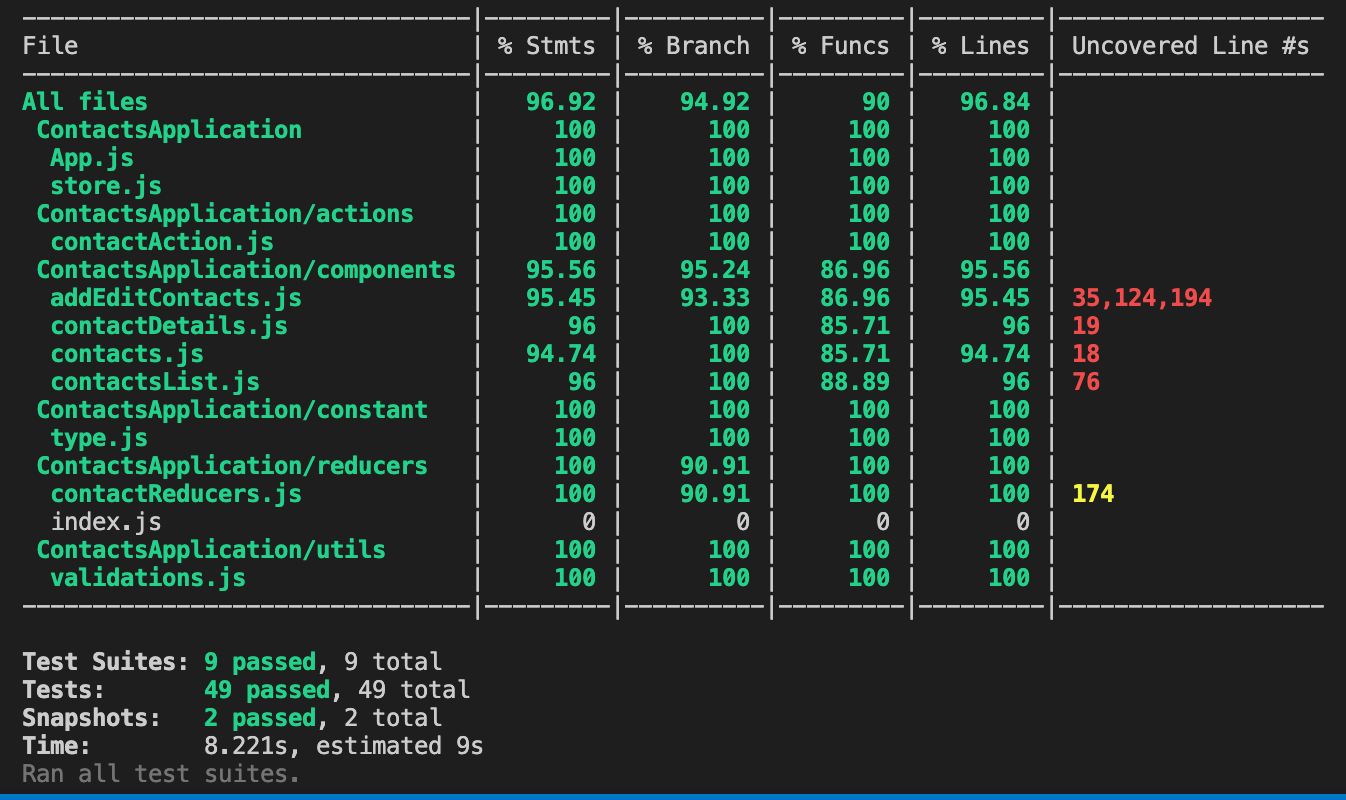 File | % Stmts | % Branch | % Funcs | % Lines | Uncovered Line #s
All files | 96.92 | 94.92 | 90 | 96.84 |
ContactsApplication | 100 | 100 | 100 | 100 |
App.js | 100 | 100 | 100 | 100 |
store.js | 100 | 100 | 100 | 100 |
ContactsApplication/actions | 100 | 100 | 100 | 100 |
contactAction.js | 100 | 100 | 100 | 100 |
ContactsApplication/components | 95.56 | 95.24 | 86.96 | 95.56 |
addEditContacts.js | 95.45 | 93.33 | 86.96 | 95.45 | 35,124,194
contactDetails.js | 96 | 100 | 85.71 | 96 | 19
contacts.js | 94.74 | 100 | 85.71 | 94.74 | 18
contactsList.js | 96 | 100 | 88.89 | 96 | 76
ContactsApplication/constant | 100 | 100 | 100 | 100 |
type.js | 100 | 100 | 100 | 100 |
ContactsApplication/reducers | 100 | 90.91 | 100 | 100 |
contactReducers.js | 100 | 90.91 | 100 | 100 | 174
index.js | 0 | 0 | 0 | 0 |
ContactsApplication/utils | 100 | 100 | 100 | 100 |
validations.js | 100 | 100 | 100 | 100 |
Test Suites: 9 passed, 9 total
Tests: 49 passed, 49 total
Snapshots: 2 passed, 2 total
Time: 8.221s, estimated 9s
Ran all test suites.